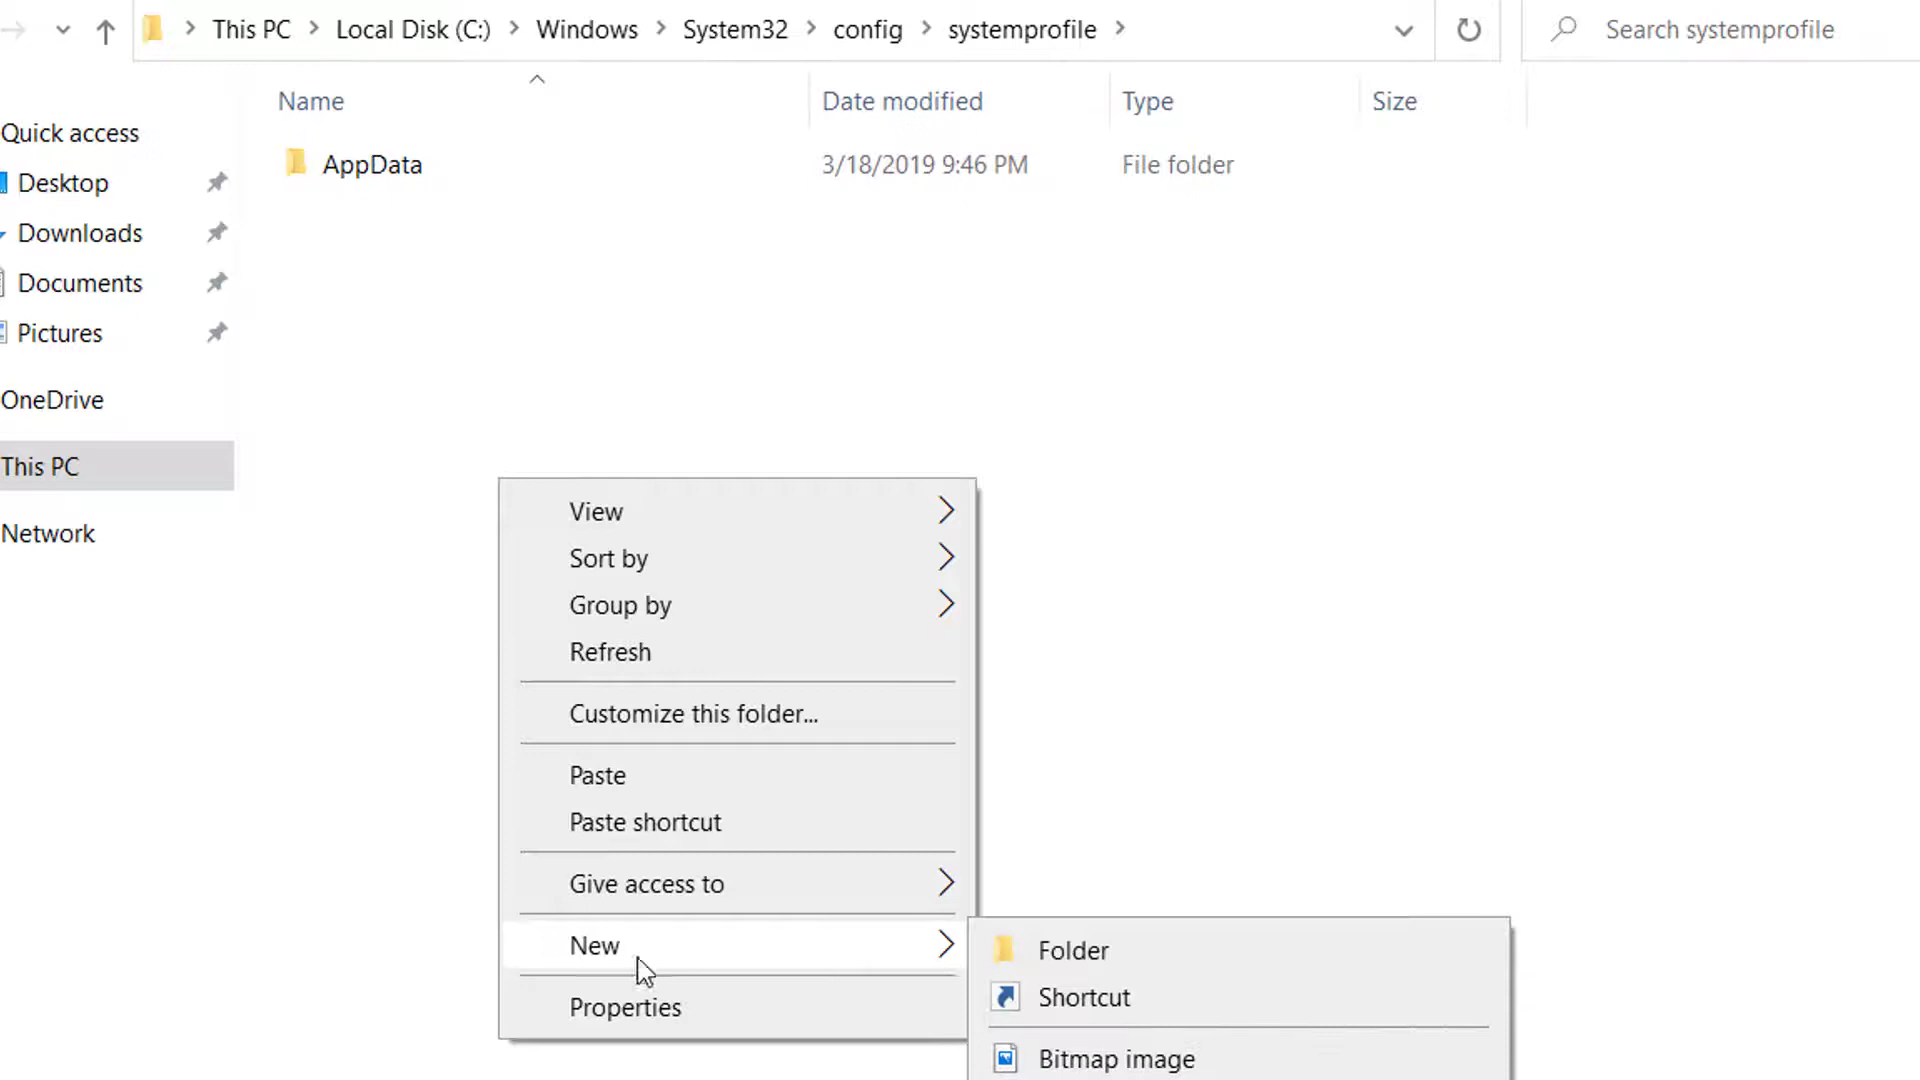 This PC > Local Disk (C:) > Windows > System32 > config > systemprofile >
Search systemprofile
Name Date modified Type Size
AppData 3/18/2019 9:46 PM File folder
Quick access
Desktop
Downloads
Documents
Pictures
OneDrive
This PC
Network
View
Sort by
Group by
Refresh
Customize this folder...
Paste
Paste shortcut
Give access to
New
Properties
Folder
Shortcut
Bitmap image